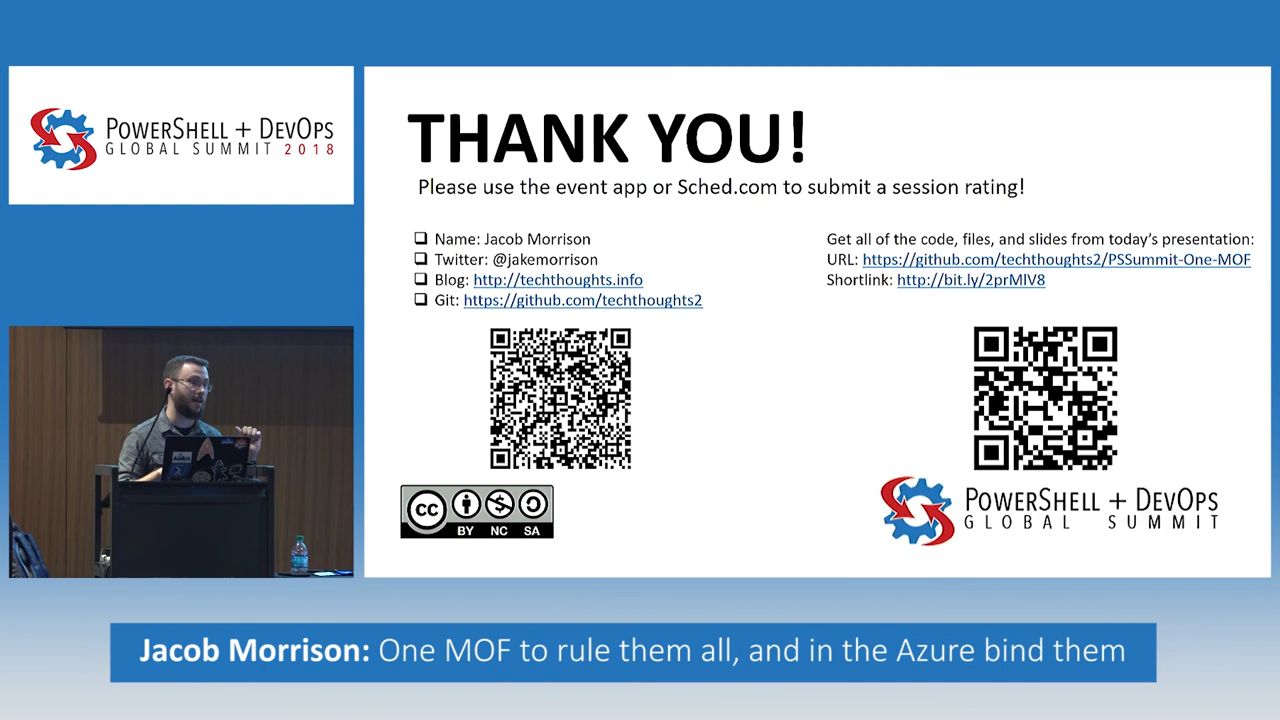 POWERSHELL + DEVOPS
GLOBAL SUMMIT 2018
THANK YOU!
Please use the event app or Sched.com to submit a session rating!
Name: Jacob Morrison
Twitter: @jakemorrison
Blog: http://techthoughts.info
Git: https://github.com/techthoughts2
Get all of the code, files, and slides from today's presentation:
URL: https://github.com/techthoughts2/PSSummit-One-MOF
Shortlink: http://bit.ly/2prMlV8
cc
BY NC SA
POWERSHELL + DEVOPS
GLOBAL SUMMIT
Jacob Morrison: One MOF to rule them all, and in the Azure bind them